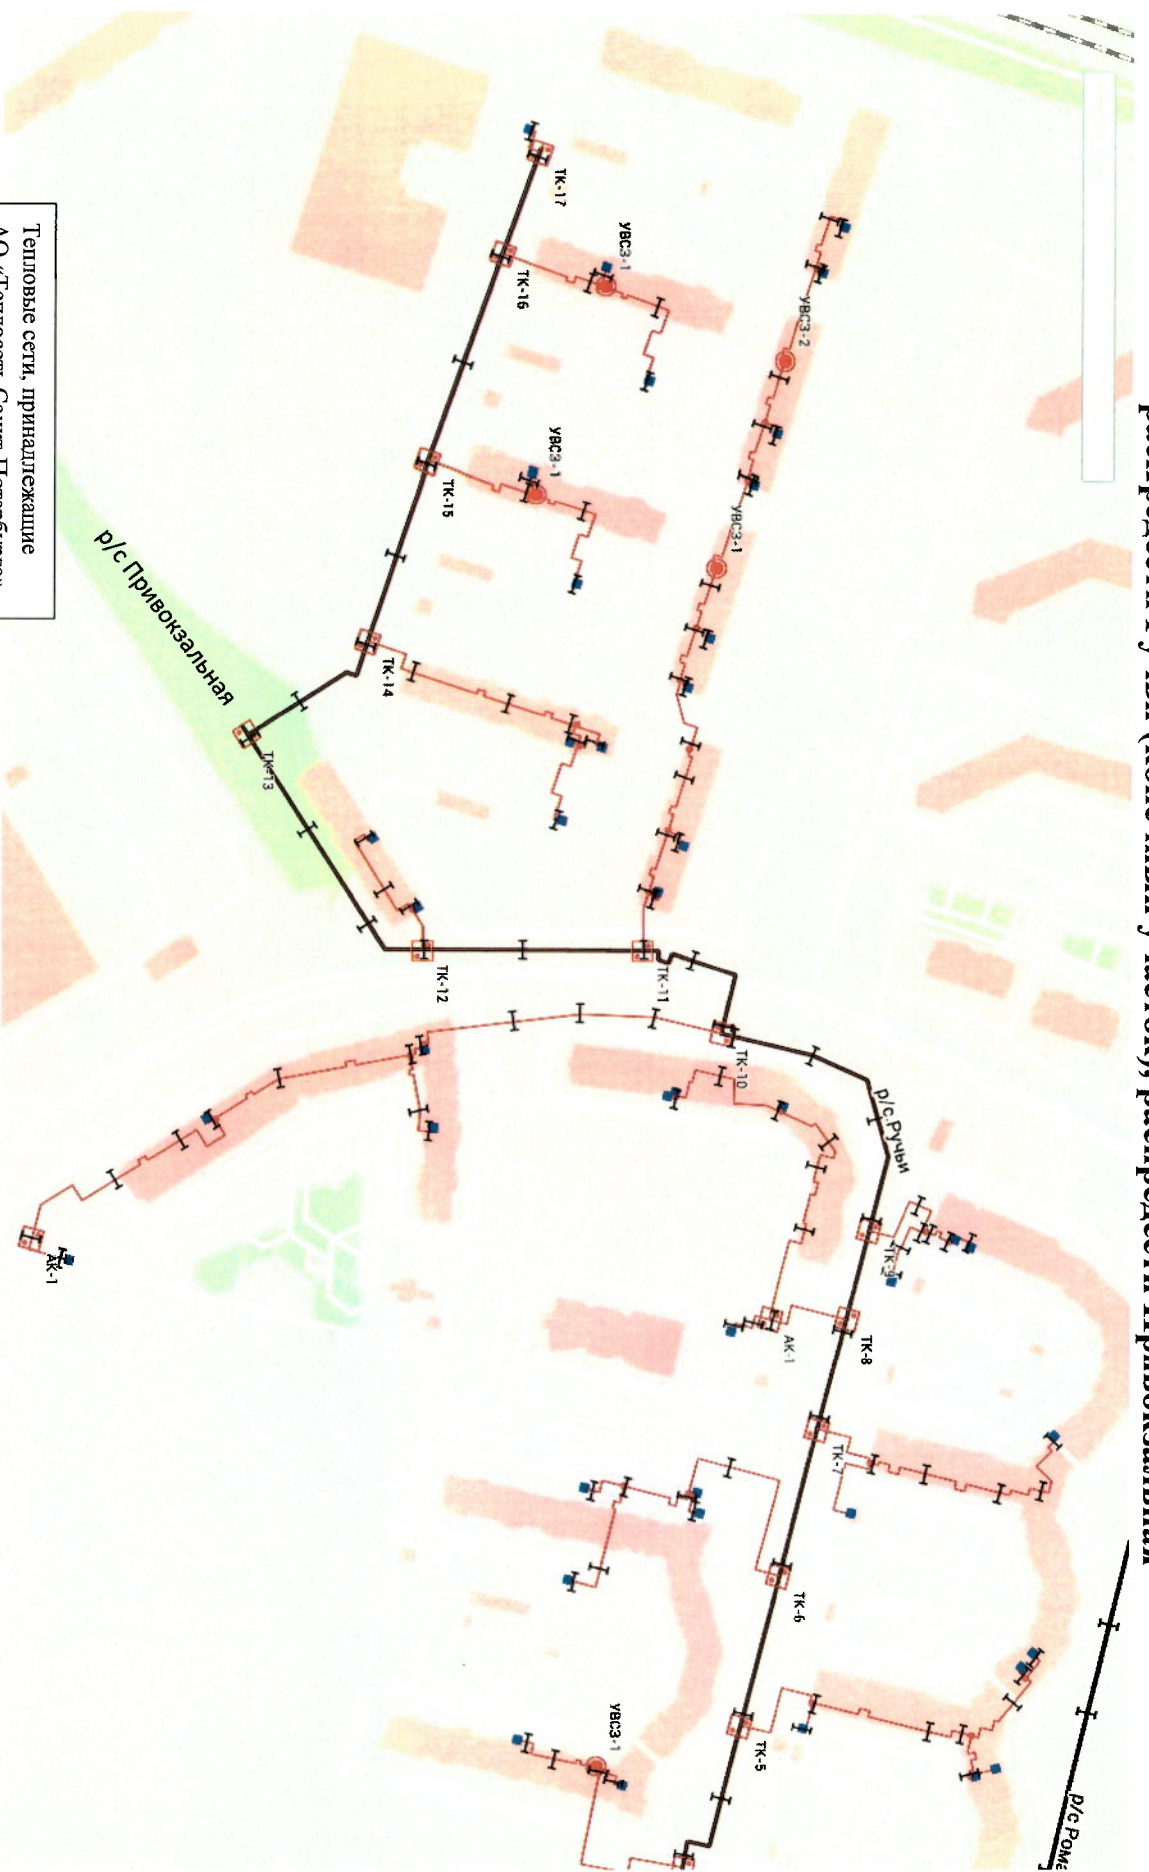 распредсети Привокзальная
УВСЗ-2
УВСЗ-1
УВСЗ-1
УВСЗ-1
ТК-17
ТК-16
ТК-15
ТК-14
р/с Привокзальная
ТК-13
ТК-12
ТК-11
ТК-10
р/с.Ручьи
ТК-9
ТК-8
АК-1
АК-1
ТК-7
ТК-6
ТК-5
УВСЗ-1
Тепловые сети, принадлежащие